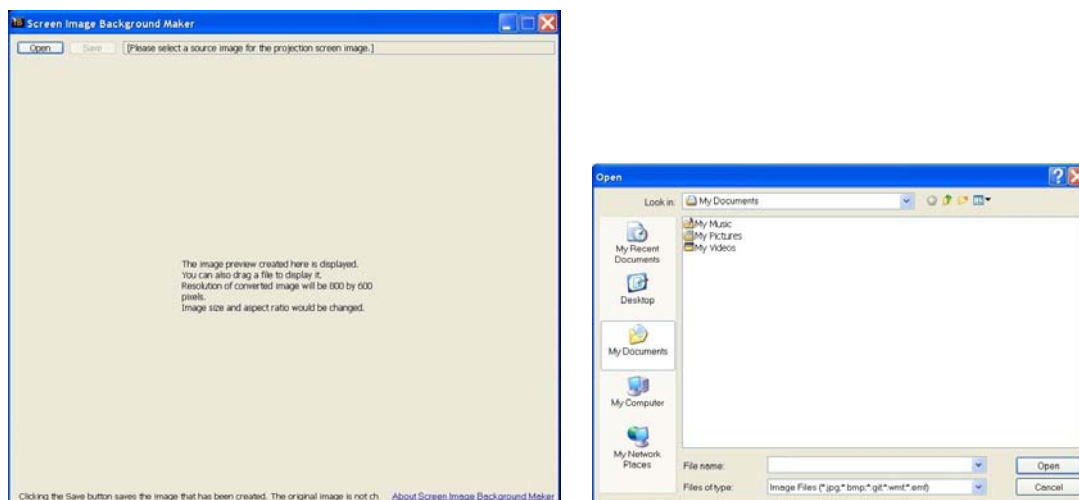 Screen Image Background Maker
Open Save [Please select a source image for the projection screen image.]
The image preview created here is displayed.
You can also drag a file to display it.
Resolution of converted image will be 800 by 600
pixels.
Image size and aspect ratio would be changed.
Clicking the Save button saves the image that has been created. The original image is not ch About Screen Image Background Maker
Open
Look in: My Documents
My Recent
Documents
Desktop
My Documents
My Computer
My Network
Places
My Music
My Pictures
My Videos
File name: Open
Files of type: Image Files (*.jpg;*.bmp;*.gif;*.wmf;*.emf) Cancel